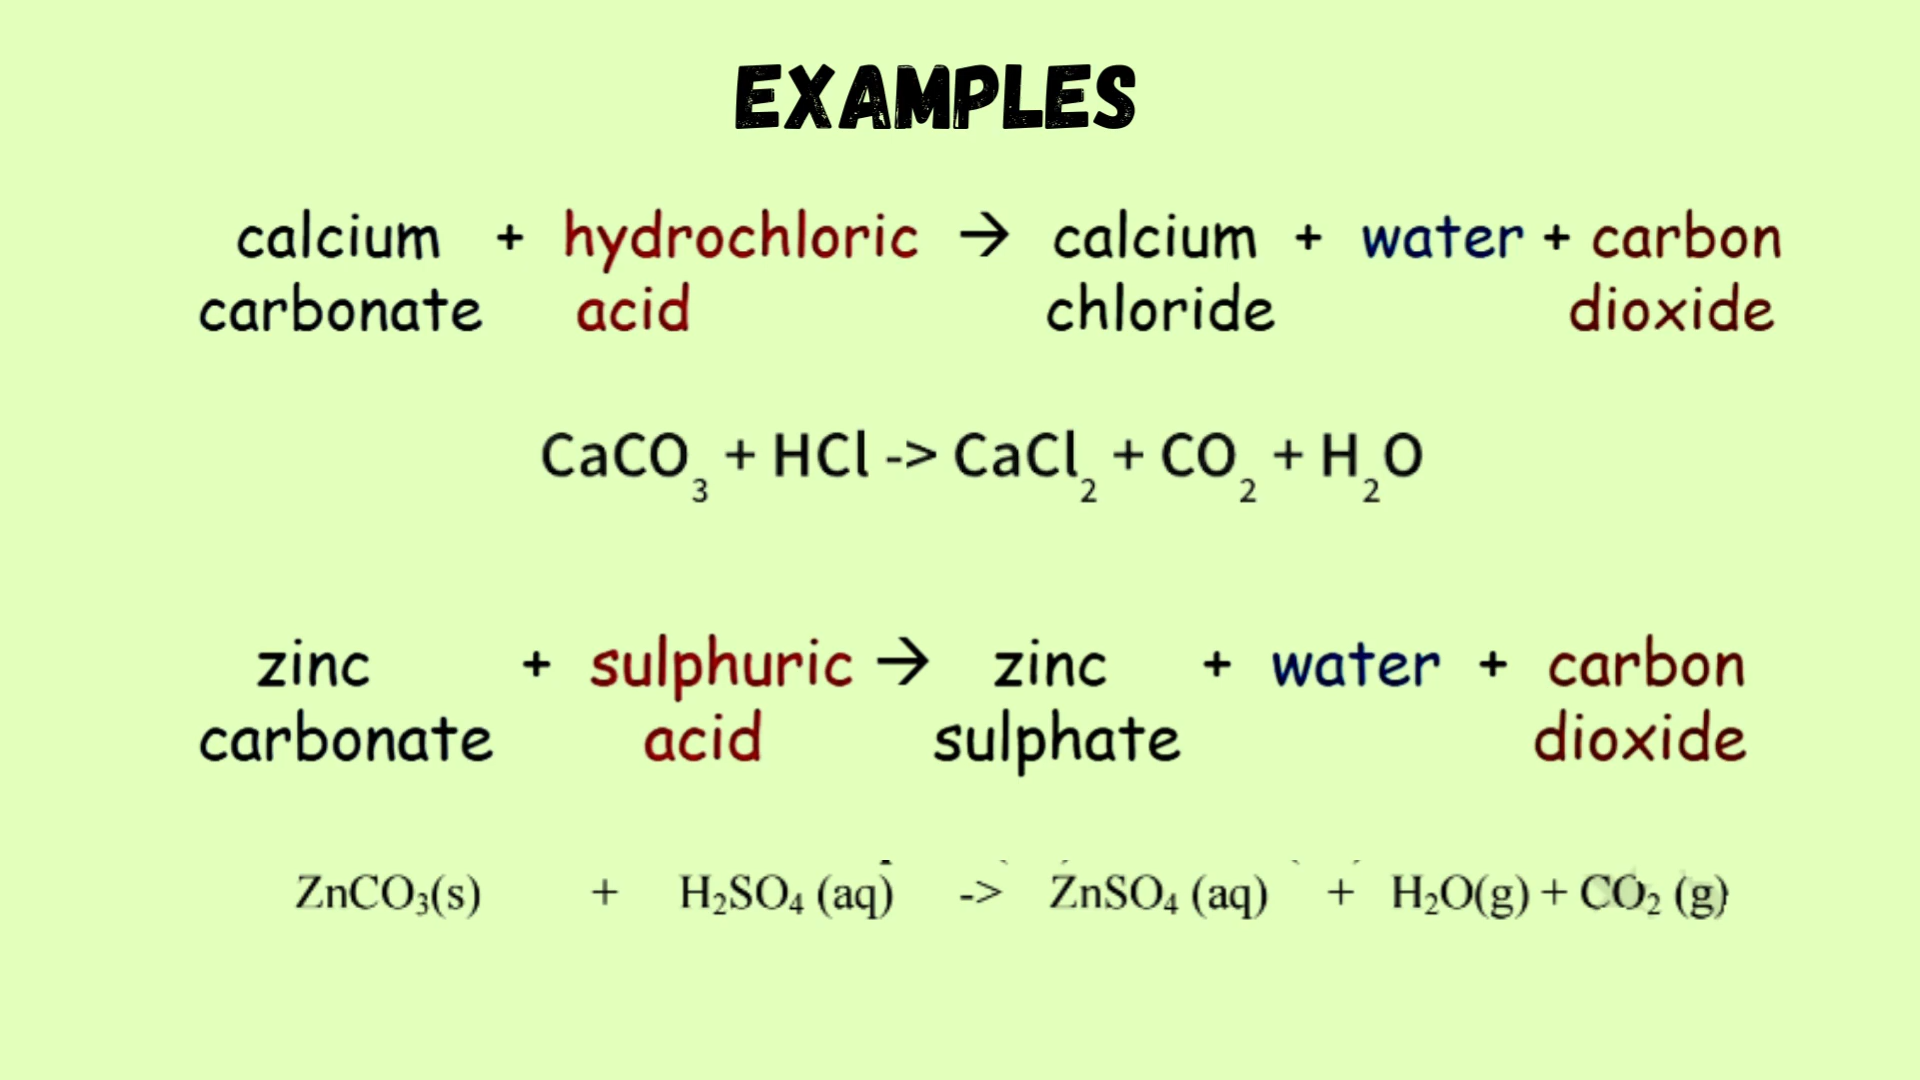 EXAMPLES
calcium + hydrochloric → calcium + water + carbon
carbonate acid chloride dioxide
CaCO₃ + HCl -> CaCl₂ + CO₂ + H₂O
zinc + sulphuric → zinc + water + carbon
carbonate acid sulphate dioxide
ZnCO₃(s) + H₂SO₄ (aq) -> ZnSO₄ (aq) + H₂O(g) + CO₂ (g)